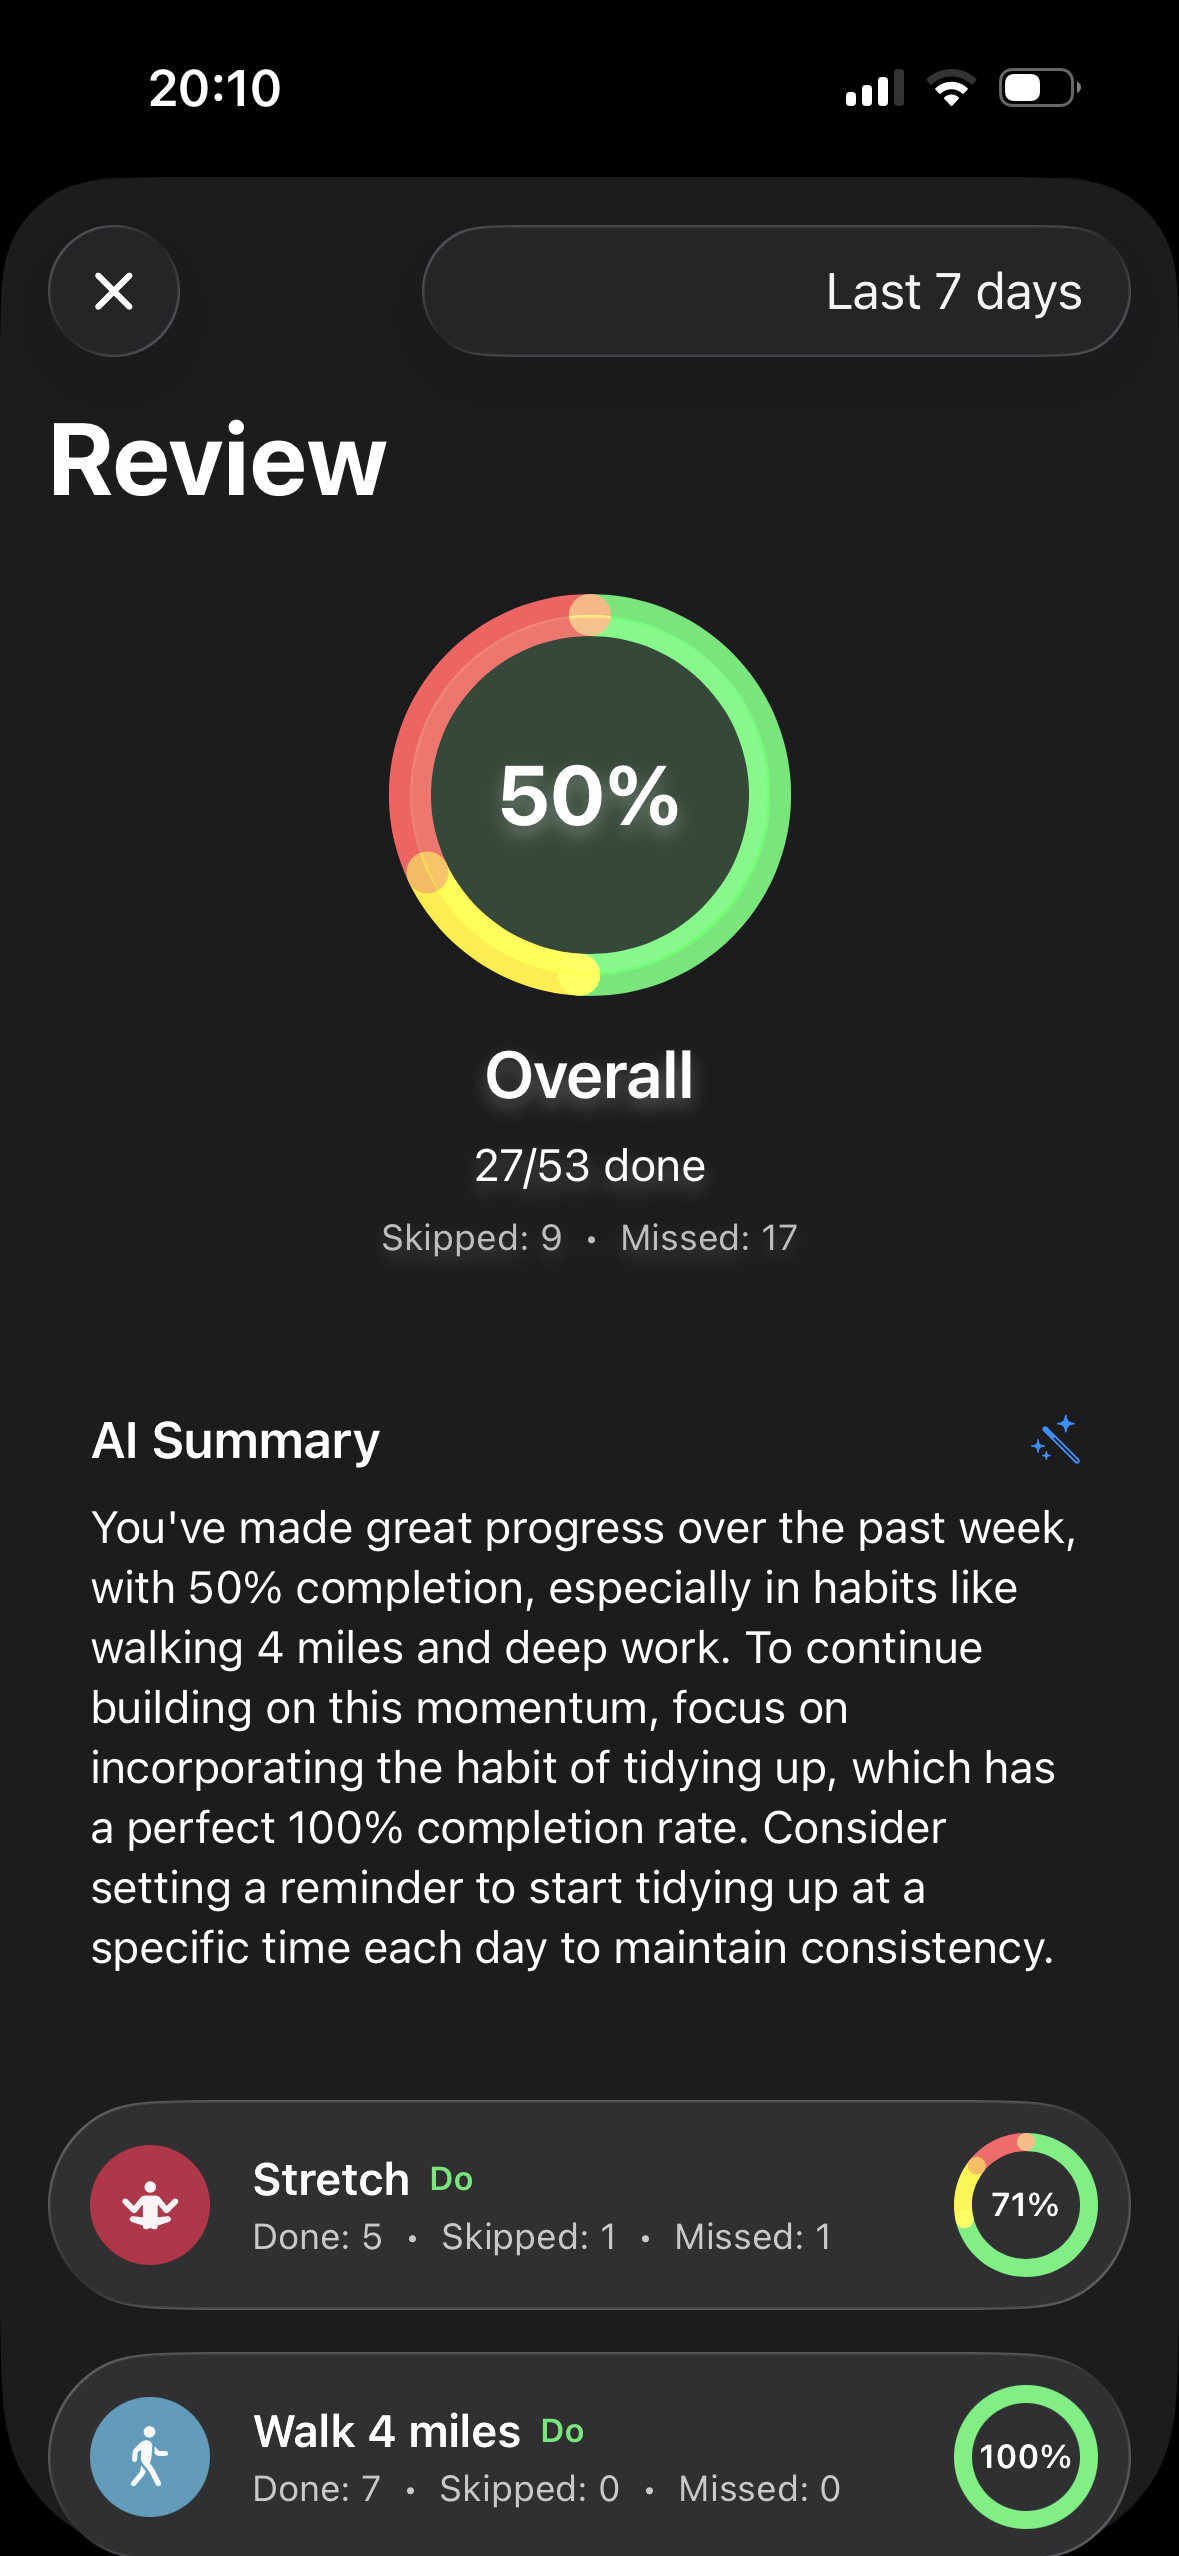 20:10
Last 7 days
Review
50%
Overall
27/53 done
Skipped: 9 • Missed: 17
AI Summary
You've made great progress over the past week,
with 50% completion, especially in habits like
walking 4 miles and deep work. To continue
building on this momentum, focus on
incorporating the habit of tidying up, which has
a perfect 100% completion rate. Consider
setting a reminder to start tidying up at a
specific time each day to maintain consistency.
Stretch Do
Done: 5 • Skipped: 1 • Missed: 1
71%
Walk 4 miles Do
Done: 7 • Skipped: 0 • Missed: 0
100%